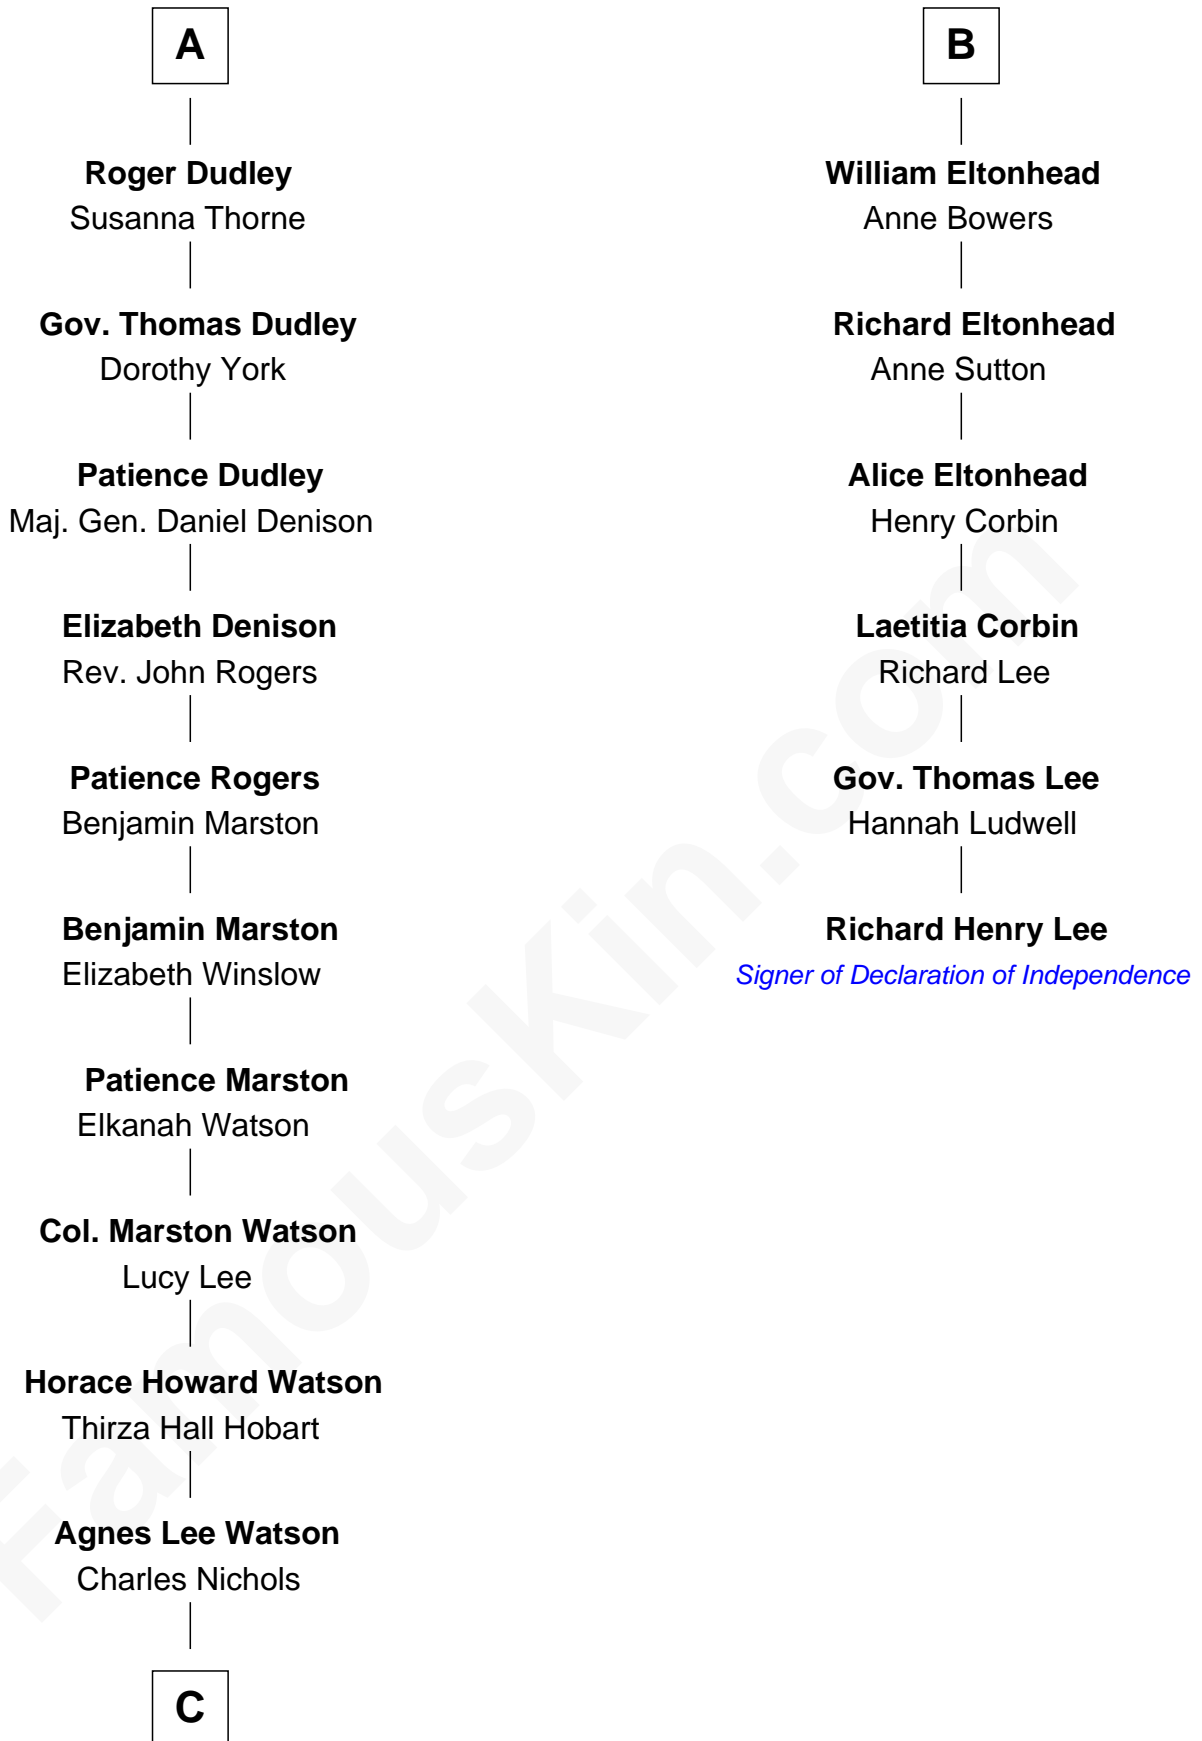 A
Roger Dudley
Susanna Thorne
Gov. Thomas Dudley
Dorothy York
Patience Dudley
Maj. Gen. Daniel Denison
Elizabeth Denison
Rev. John Rogers
Patience Rogers
Benjamin Marston
Benjamin Marston
Elizabeth Winslow
Patience Marston
Elkanah Watson
Col. Marston Watson
Lucy Lee
Horace Howard Watson
Thirza Hall Hobart
Agnes Lee Watson
Charles Nichols
C
B
William Eltonhead
Anne Bowers
Richard Eltonhead
Anne Sutton
Alice Eltonhead
Henry Corbin
Laetitia Corbin
Richard Lee
Gov. Thomas Lee
Hannah Ludwell
Richard Henry Lee
Signer of Declaration of Independence
FamousKin.com